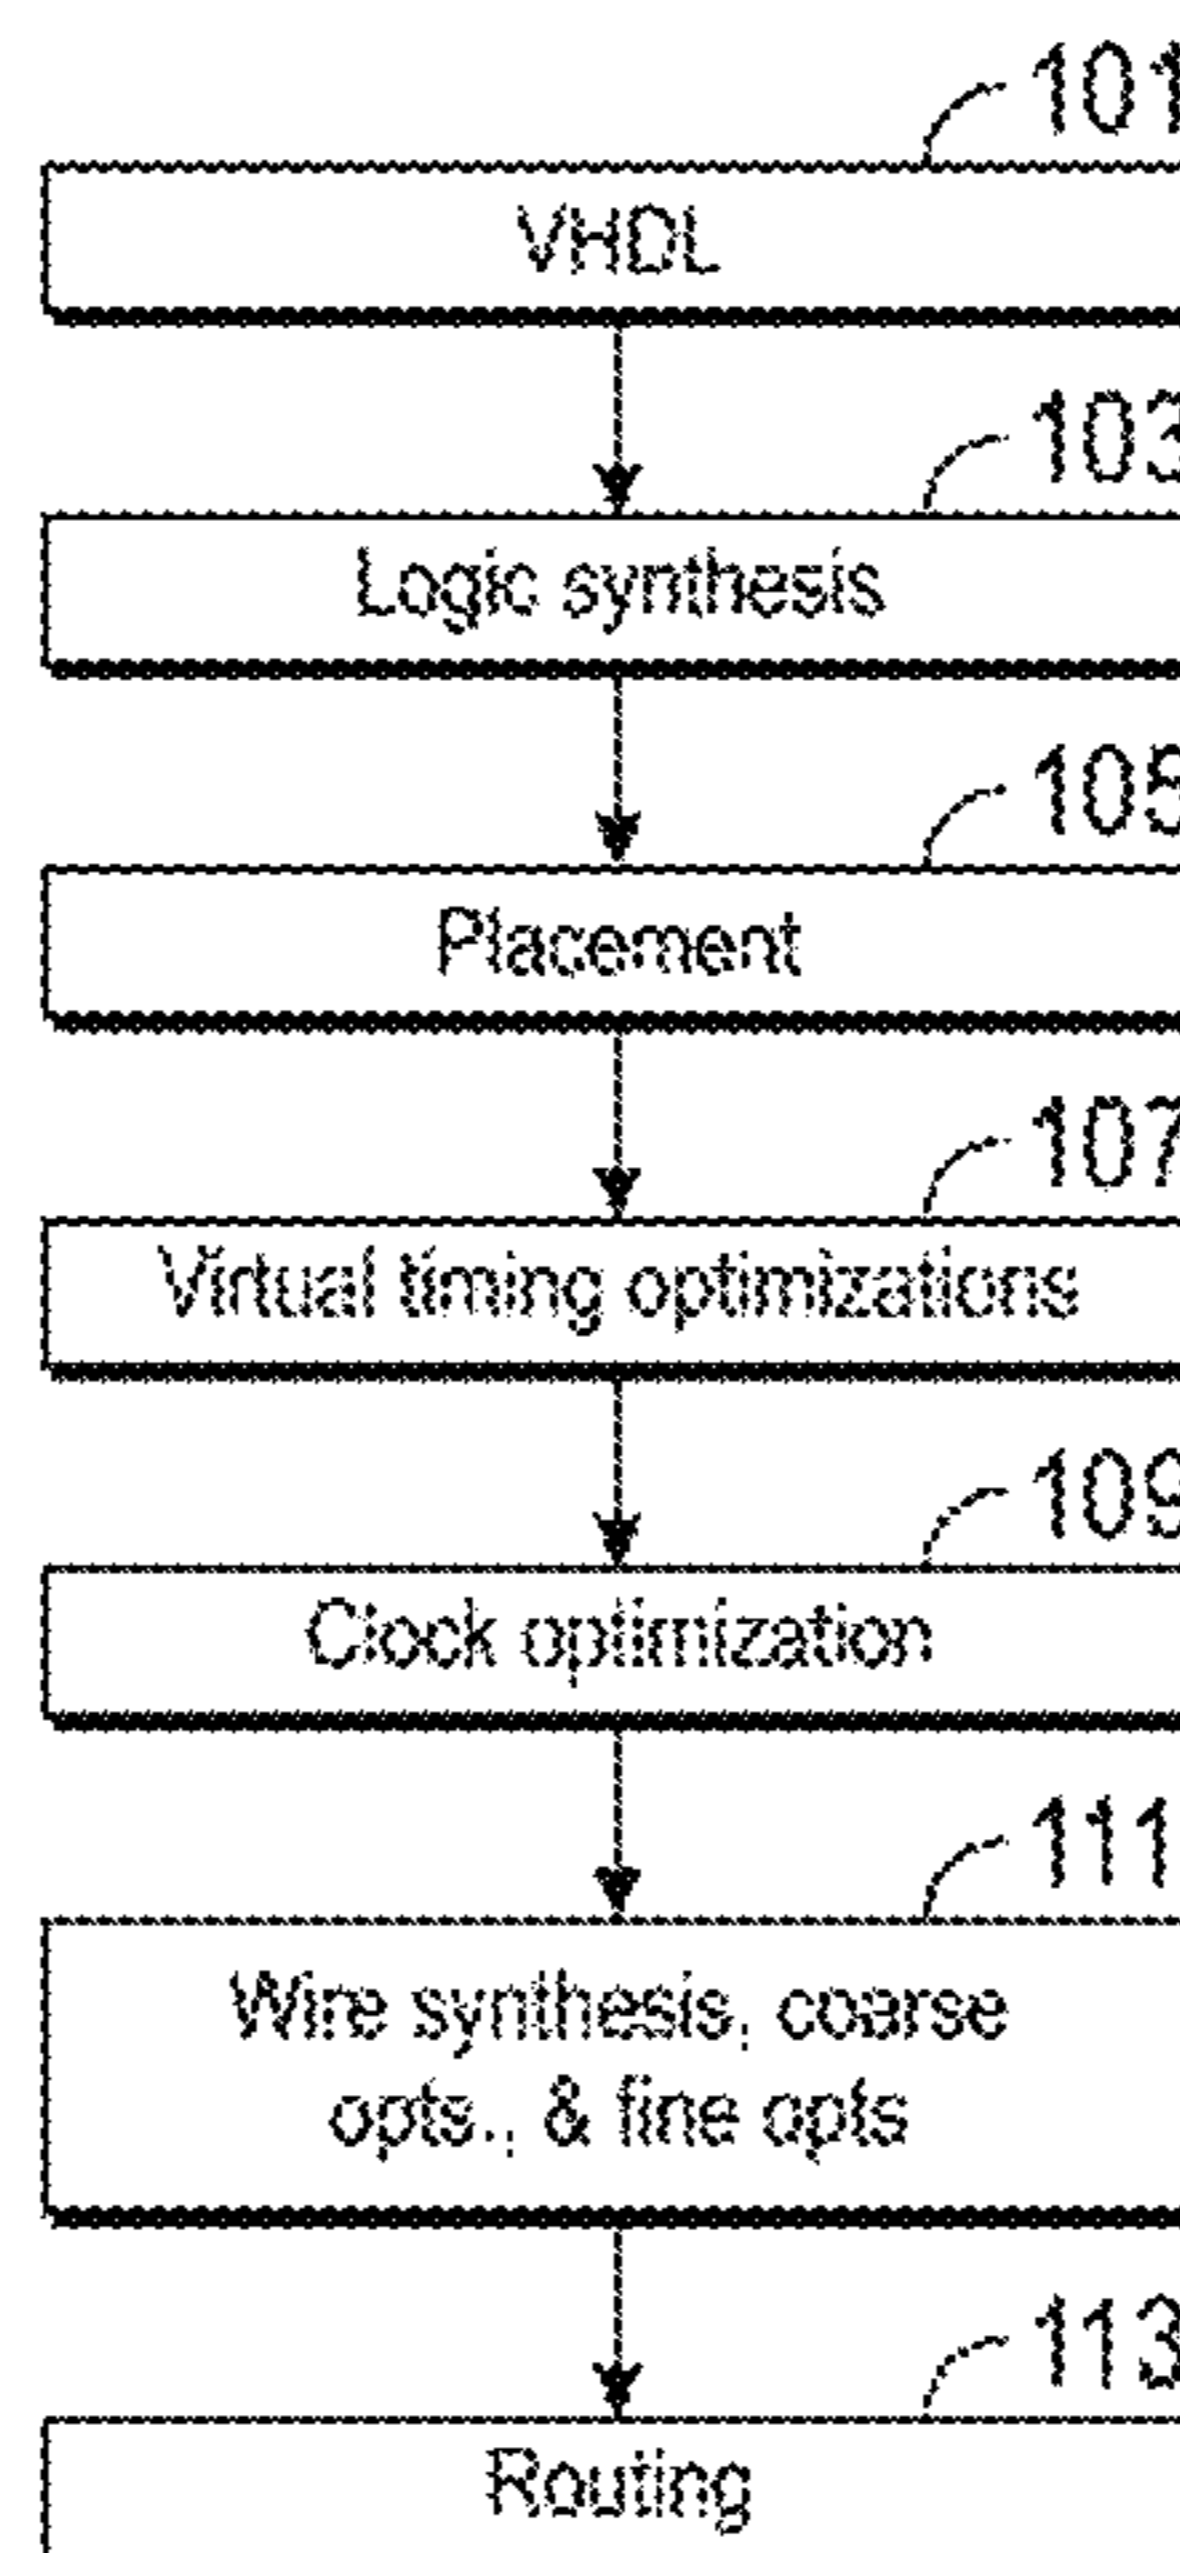 101
VHDL
103
Logic synthesis
105
Placement
107
Virtual timing optimizations
109
Clock optimization
111
Wire synthesis, coarse
opts., & fine opts
113
Routing